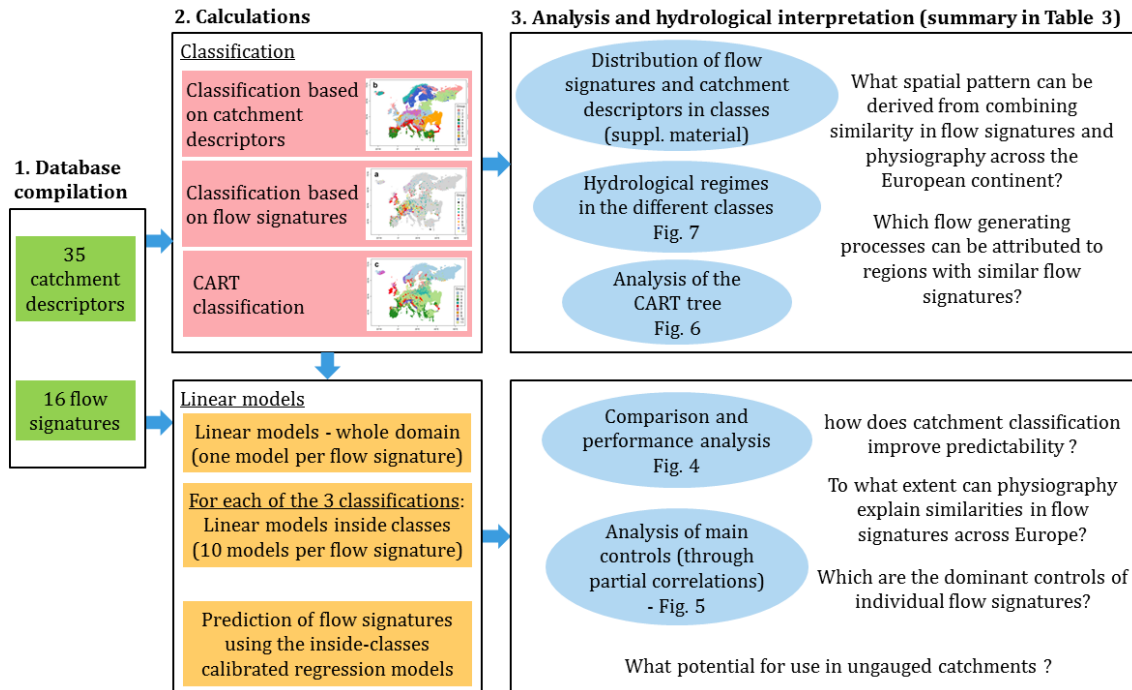 1. Database
compilation
35
catchment
descriptors
16 flow
signatures
2. Calculations
Classification
Classification based
on catchment
descriptors
b
Classification based
on flow signatures
a
CART
classification
c
Linear models
Linear models - whole domain
(one model per flow signature)
For each of the 3 classifications:
Linear models inside classes
(10 models per flow signature)
Prediction of flow signatures
using the inside-classes
calibrated regression models
3. Analysis and hydrological interpretation (summary in Table 3)
Distribution of flow
signatures and catchment
descriptors in classes
(suppl. material)
Hydrological regimes
in the different classes
Fig. 7
Analysis of the
CART tree
Fig. 6
What spatial pattern can be
derived from combining
similarity in flow signatures and
physiography across the
European continent?
Which flow generating
processes can be attributed to
regions with similar flow
signatures?
Comparison and
performance analysis
Fig. 4
Analysis of main
controls (through
partial correlations)
- Fig. 5
how does catchment classification
improve predictability ?
To what extent can physiography
explain similarities in flow
signatures across Europe?
Which are the dominant controls of
individual flow signatures?
What potential for use in ungauged catchments ?